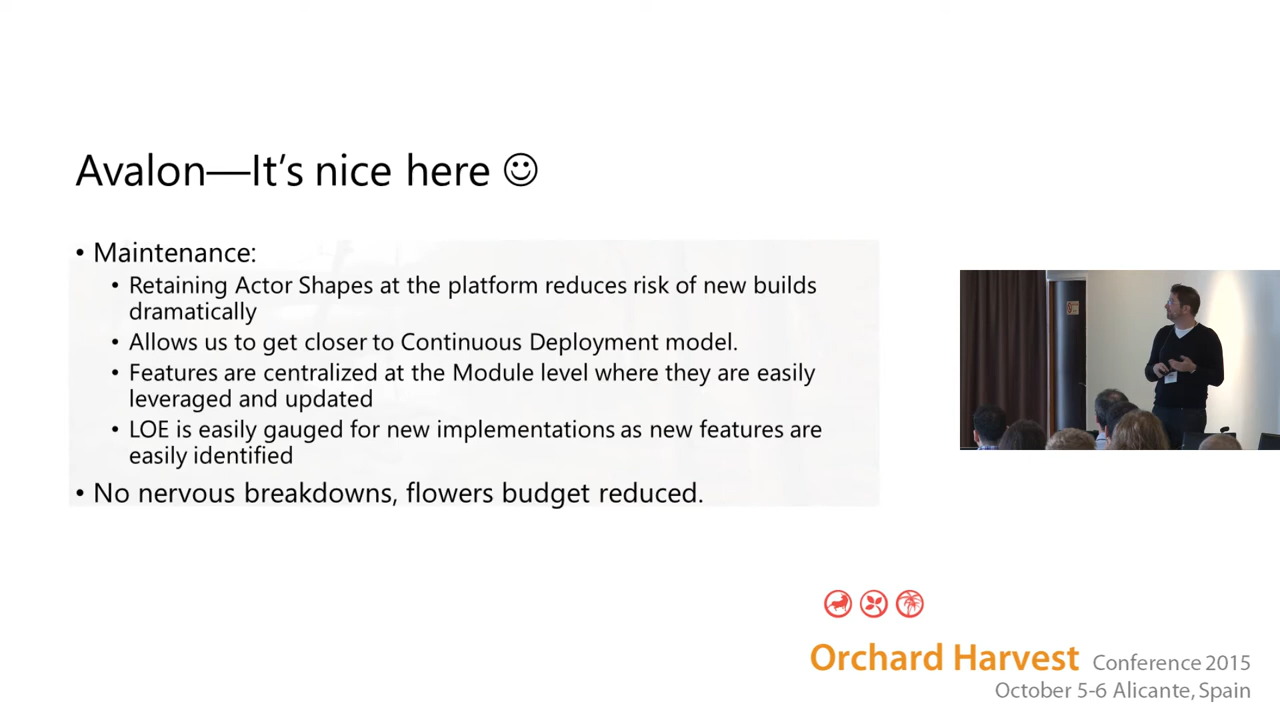 Avalon—It's nice here ☺
• Maintenance:
• Retaining Actor Shapes at the platform reduces risk of new builds
dramatically
• Allows us to get closer to Continuous Deployment model.
• Features are centralized at the Module level where they are easily
leveraged and updated
• LOE is easily gauged for new implementations as new features are
easily identified
• No nervous breakdowns, flowers budget reduced.
Orchard Harvest Conference 2015
October 5-6 Alicante, Spain